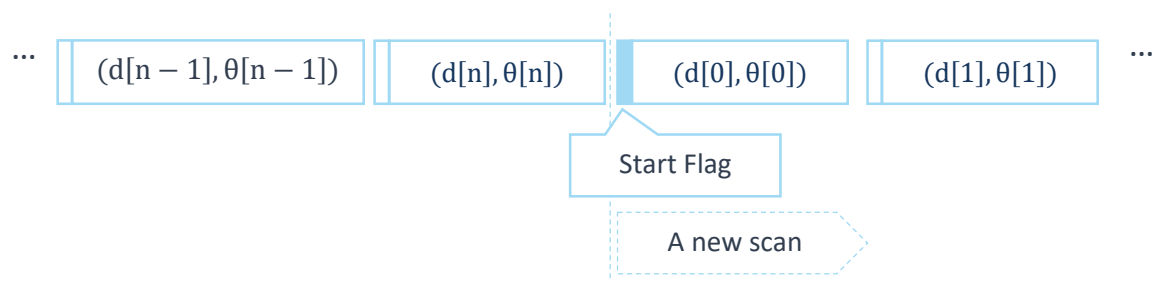 ...
(d[n − 1], θ[n − 1])
(d[n], θ[n])
(d[0], θ[0])
(d[1], θ[1])
...
Start Flag
A new scan